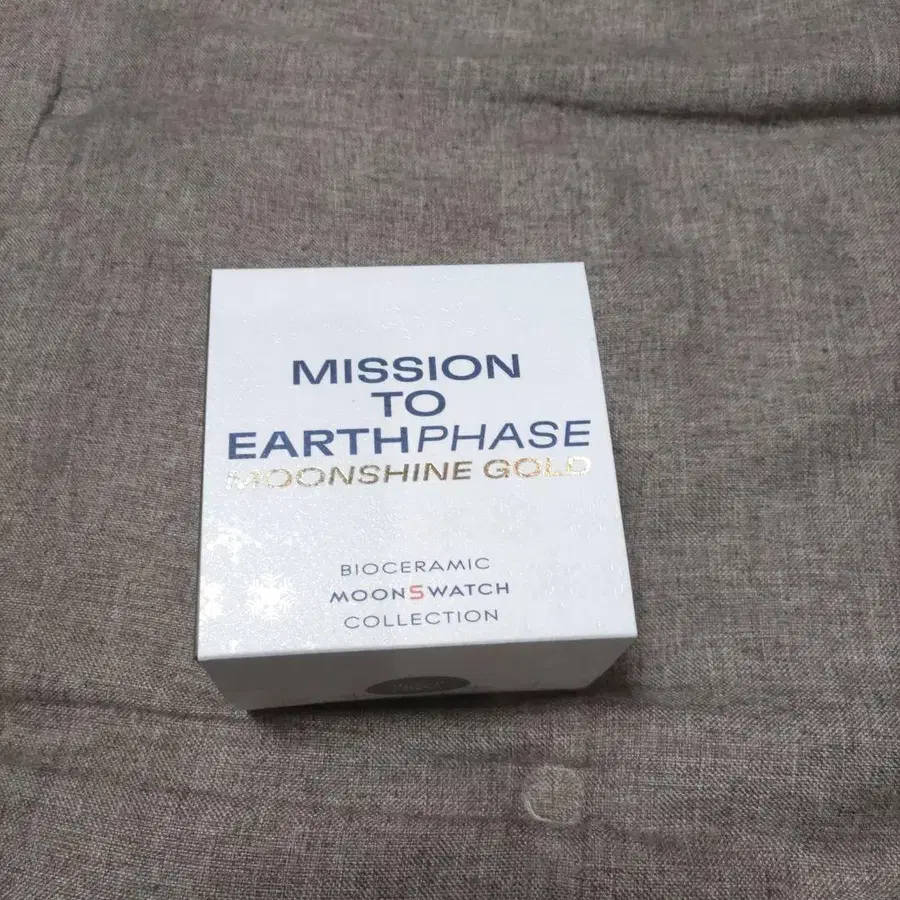 MISSION
TO
EARTHPHASE
MOONSHINE GOLD
BIOCERAMIC
MOONSWATCH
COLLECTION